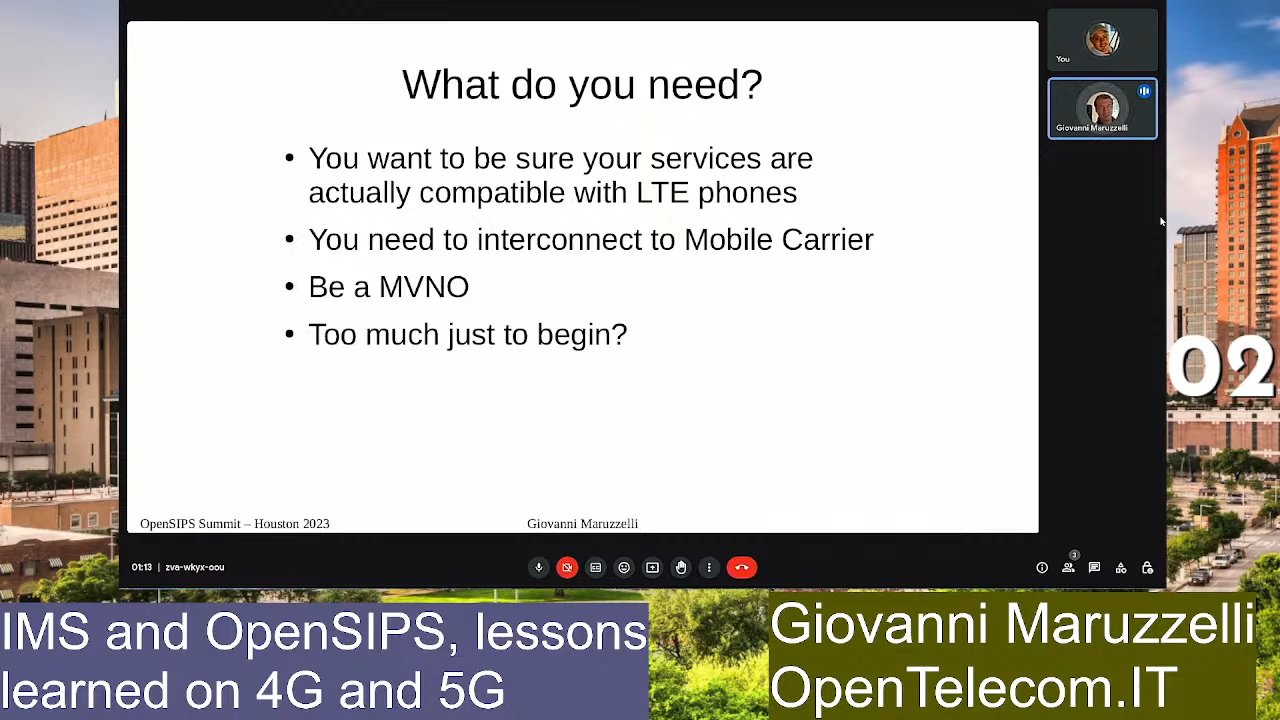 What do you need?
• You want to be sure your services are
actually compatible with LTE phones
• You need to interconnect to Mobile Carrier
• Be a MVNO
• Too much just to begin?
OpenSIPS Summit – Houston 2023
Giovanni Maruzzelli
You
Giovanni Maruzzelli
02
01:13 | zva-wkyx-oou
3
IMS and OpenSIPS, lessons
learned on 4G and 5G
Giovanni Maruzzelli
OpenTelecom.IT